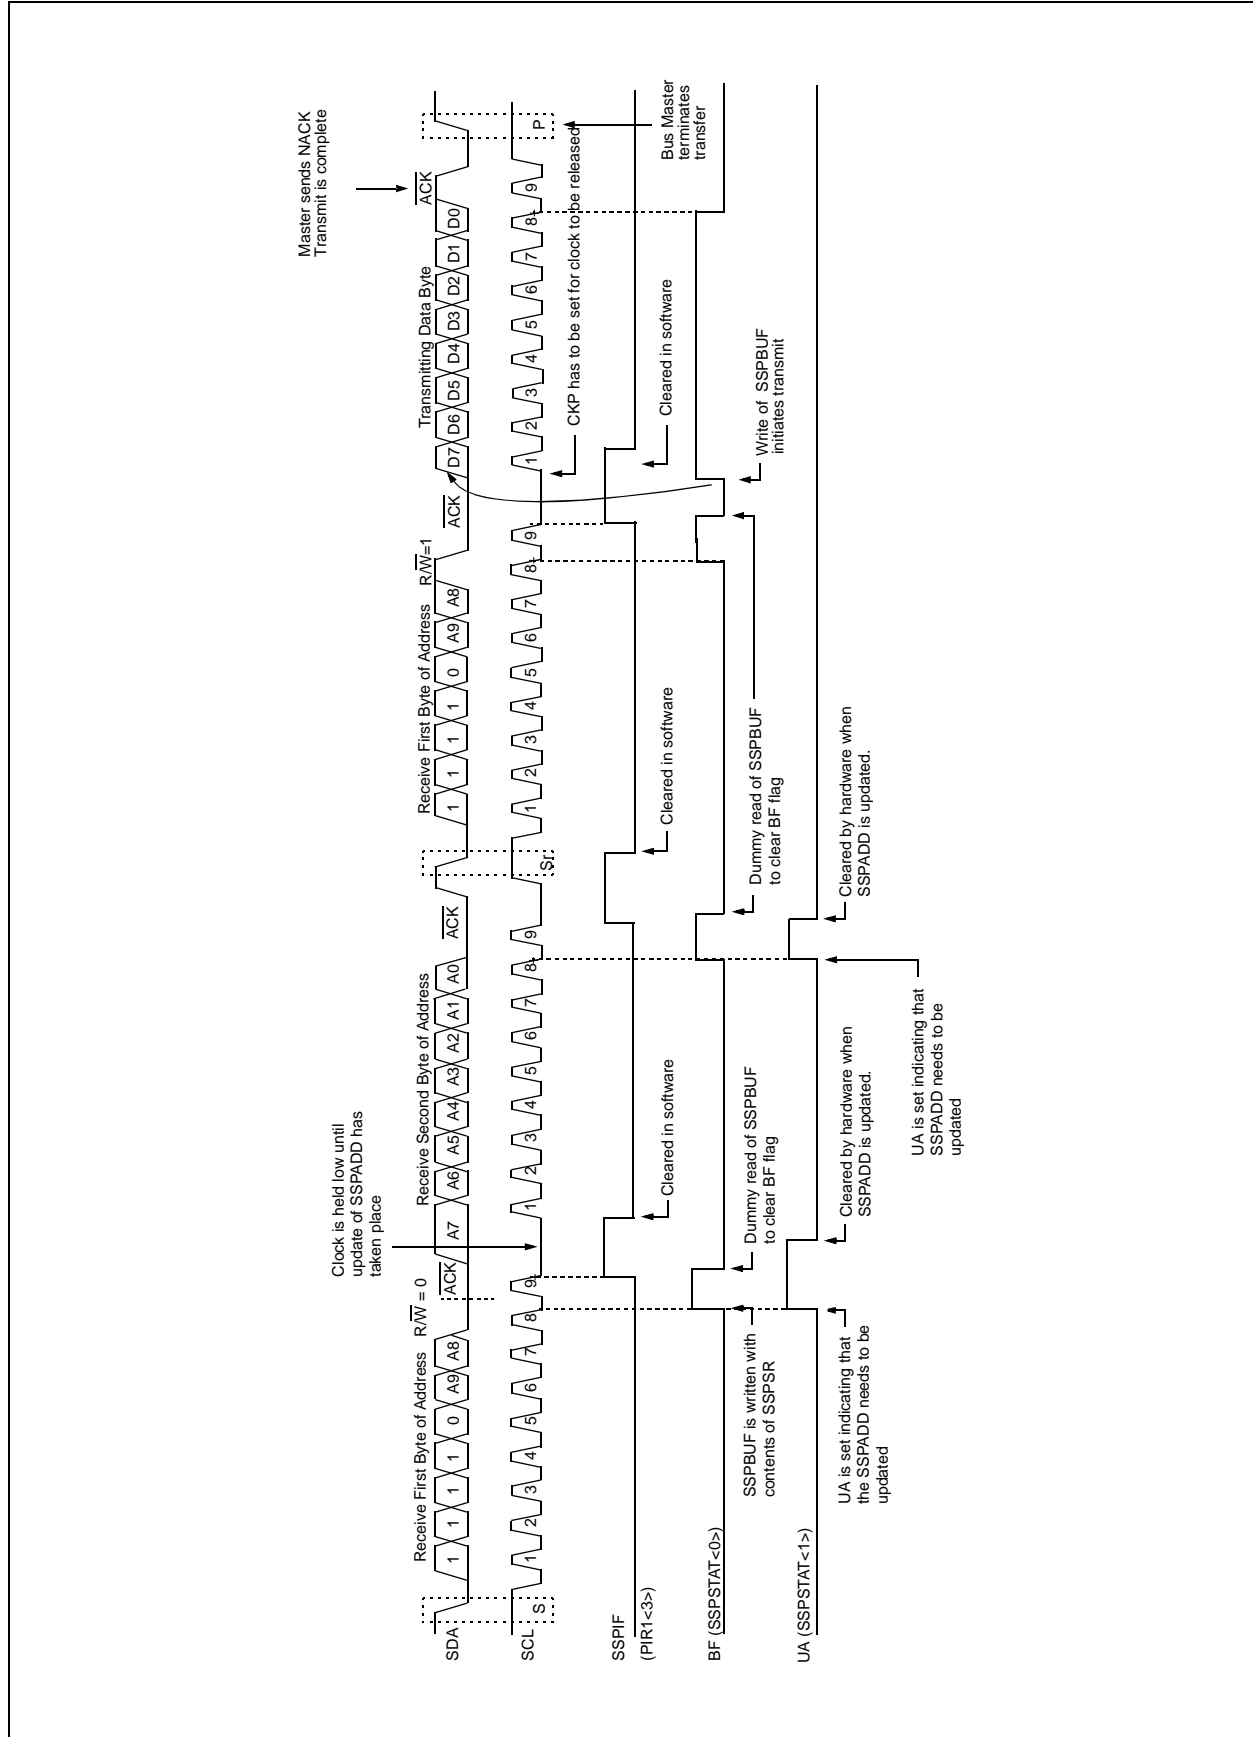 Master sends NACK
Transmit is complete
Clock is held low until
update of SSPADD has
taken place
Receive First Byte of Address R/W = 0
Receive Second Byte of Address
Receive First Byte of Address R/W=1
Transmitting Data Byte
SDA
1 1 1 1 0 A9 A8 ACK A7 A6 A5 A4 A3 A2 A1 A0 ACK 1 1 1 1 0 A9 A8 ACK D7 D6 D5 D4 D3 D2 D1 D0 ACK
SCL
S 1 2 3 4 5 6 7 8 9 1 2 3 4 5 6 7 8 9 Sr 1 2 3 4 5 6 7 8 9 1 2 3 4 5 6 7 8 9 P
CKP has to be set for clock to be released
SSPIF
(PIR1<3>)
Cleared in software
Cleared in software
Cleared in software
Bus Master
terminates
transfer
BF (SSPSTAT<0>)
SSPBUF is written with
contents of SSPSR
Dummy read of SSPBUF
to clear BF flag
Dummy read of SSPBUF
to clear BF flag
Write of SSPBUF
initiates transmit
UA (SSPSTAT<1>)
UA is set indicating that
the SSPADD needs to be
updated
Cleared by hardware when
SSPADD is updated.
UA is set indicating that
SSPADD needs to be
updated
Cleared by hardware when
SSPADD is updated.